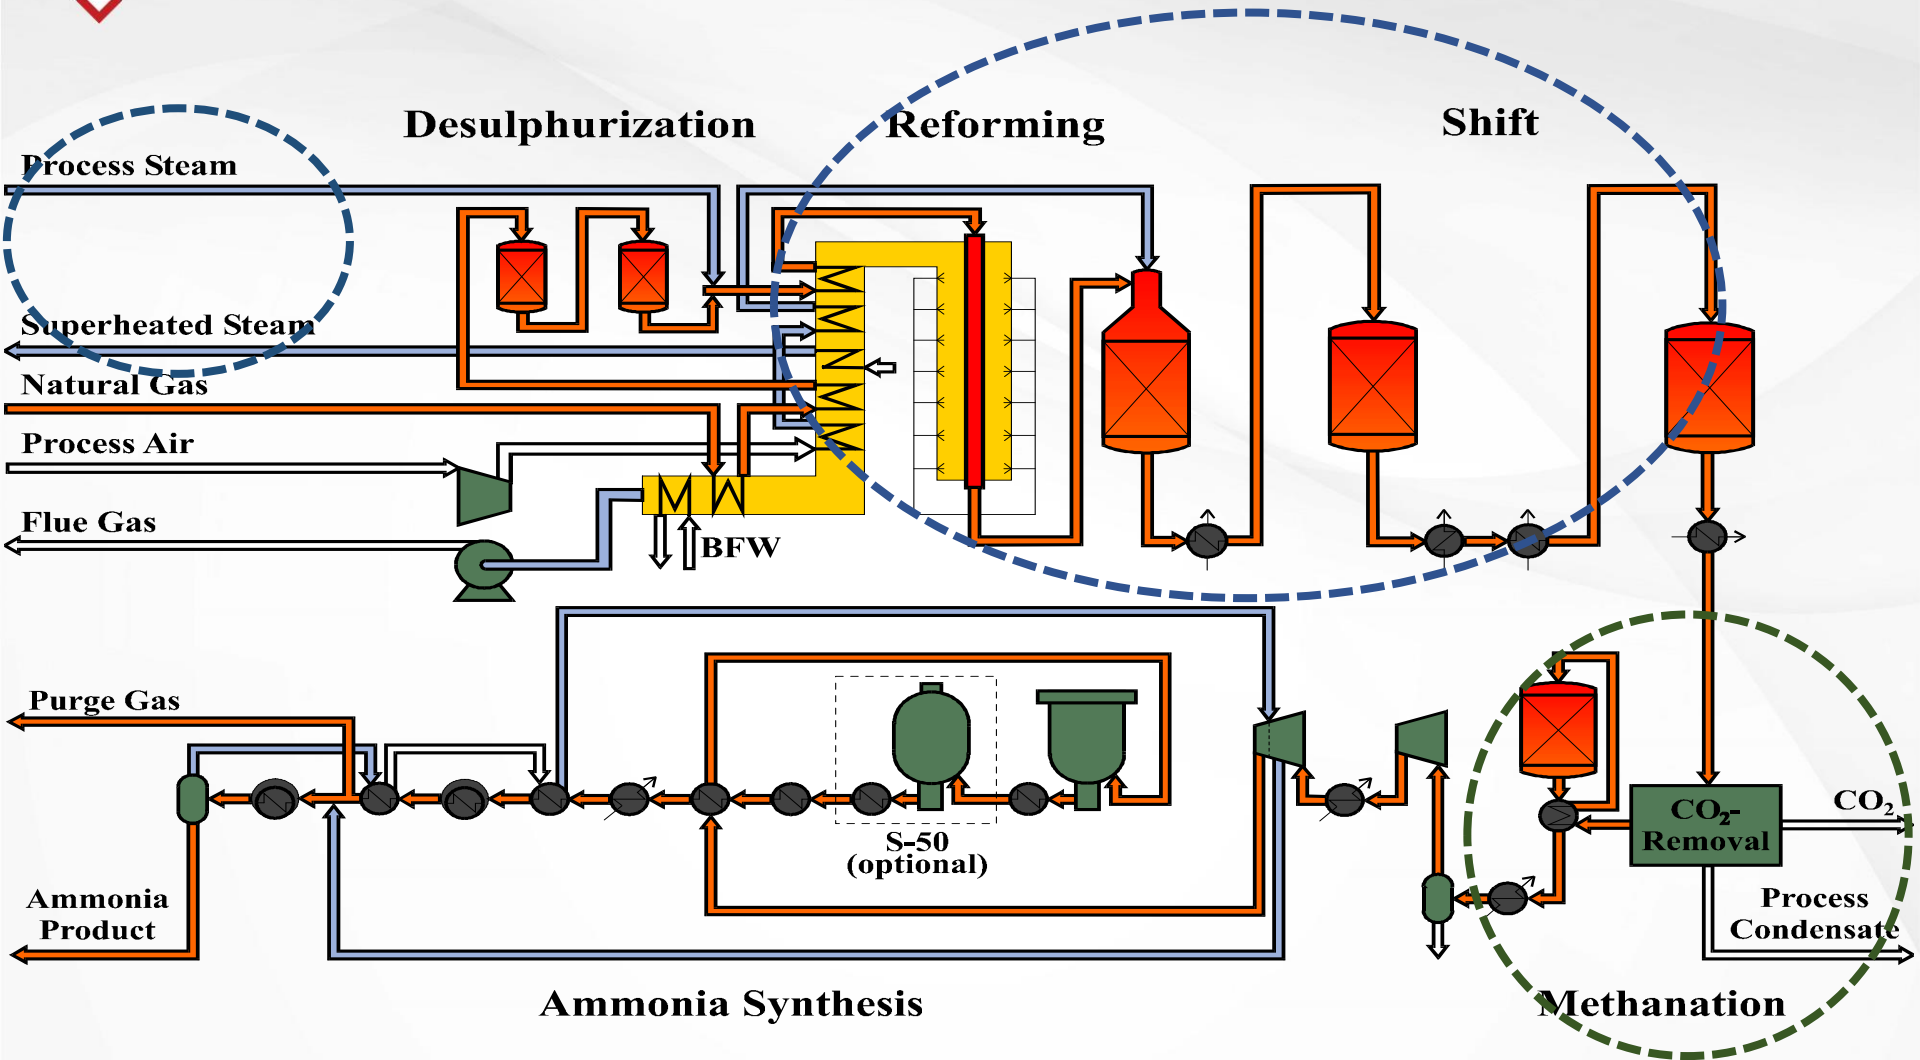 Desulphurization
Reforming
Shift
Process Steam
Superheated Steam
Natural Gas
Process Air
Flue Gas
BFW
Purge Gas
S-50
(optional)
CO₂-
Removal
CO₂
Ammonia
Product
Process
Condensate
Ammonia Synthesis
Methanation